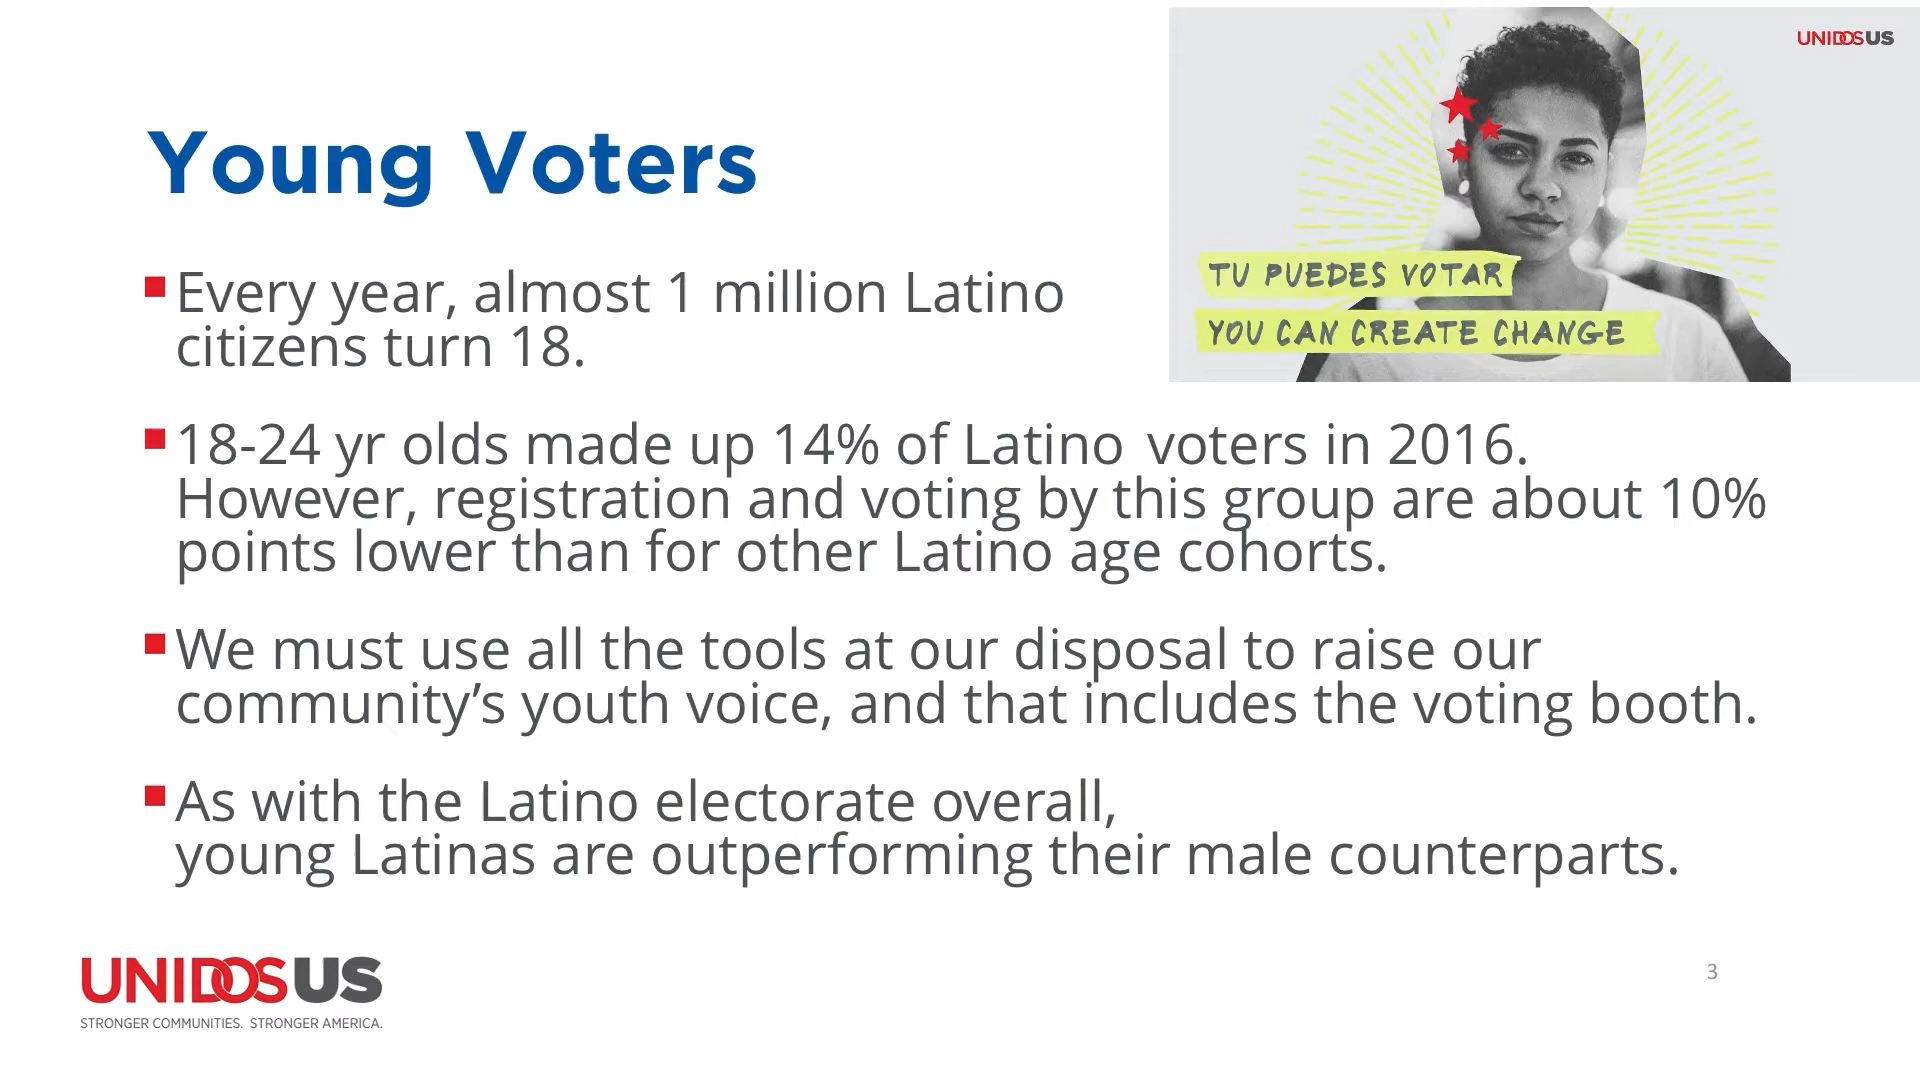 UNIDOSUS
TU PUEDES VOTAR
YOU CAN CREATE CHANGE
Young Voters
Every year, almost 1 million Latino
citizens turn 18.
18-24 yr olds made up 14% of Latino voters in 2016.
However, registration and voting by this group are about 10%
points lower than for other Latino age cohorts.
We must use all the tools at our disposal to raise our
community’s youth voice, and that includes the voting booth.
As with the Latino electorate overall,
young Latinas are outperforming their male counterparts.
UNIDOSUS
STRONGER COMMUNITIES. STRONGER AMERICA.
3